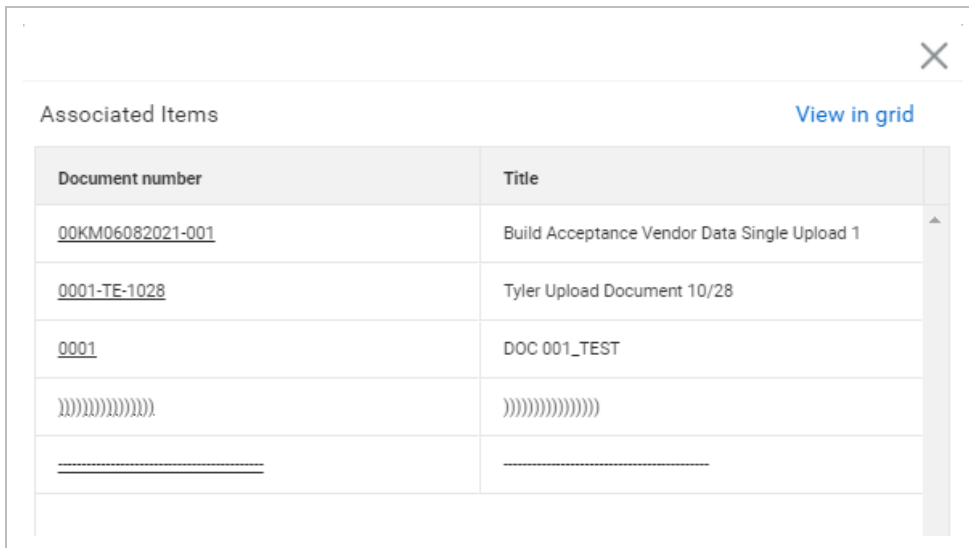 Associated Items View in grid
Document number Title
00KM06082021-001 Build Acceptance Vendor Data Single Upload 1
0001-TE-1028 Tyler Upload Document 10/28
0001 DOC 001_TEST
)))))))))))))))) ))))))))))))))))
----------------------------------------- -----------------------------------------